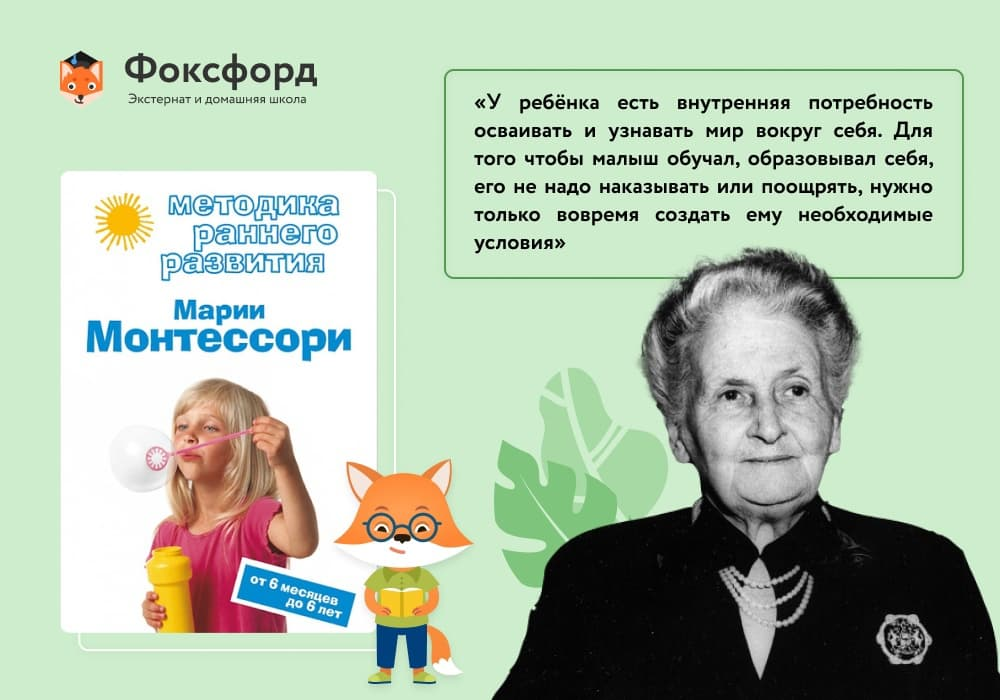 Фоксфорд
Экстернат и домашняя школа
«У ребёнка есть внутренняя потребность
осваивать и узнавать мир вокруг себя. Для
того чтобы малыш обучал, образовывал себя,
его не надо наказывать или поощрять, нужно
только вовремя создать ему необходимые
условия»
методика
раннего
развития
Марии
Монтессори
от 6 месяцев
до 6 лет